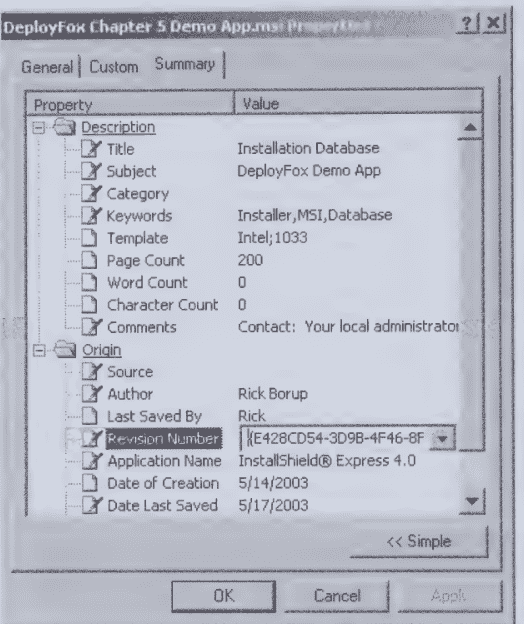 DeployFox Chapter 5 Demo App.msi Properties
General Custom Summary
Property Value
Description
Title Installation Database
Subject DeployFox Demo App
Category
Keywords Installer,MSI,Database
Template Intel;1033
Page Count 200
Word Count 0
Character Count 0
Comments Contact: Your local administrator
Origin
Source
Author Rick Borup
Last Saved By Rick
Revision Number {E428CD54-3D9B-4F46-8F
Application Name InstallShield® Express 4.0
Date of Creation 5/14/2003
Date Last Saved 5/17/2003
<< Simple
OK Cancel Apply